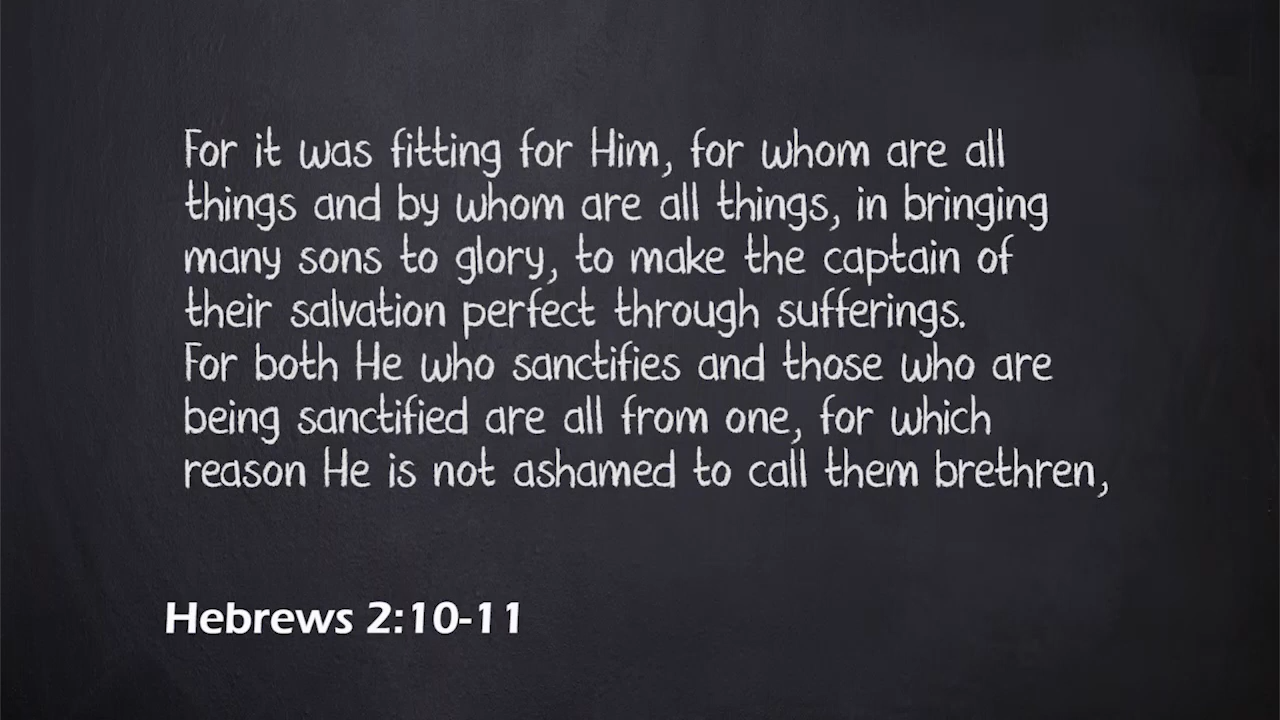 For it was fitting for Him, for whom are all
things and by whom are all things, in bringing
many sons to glory, to make the captain of
their salvation perfect through sufferings.
For both He who sanctifies and those who are
being sanctified are all from one, for which
reason He is not ashamed to call them brethren,
Hebrews 2:10-11